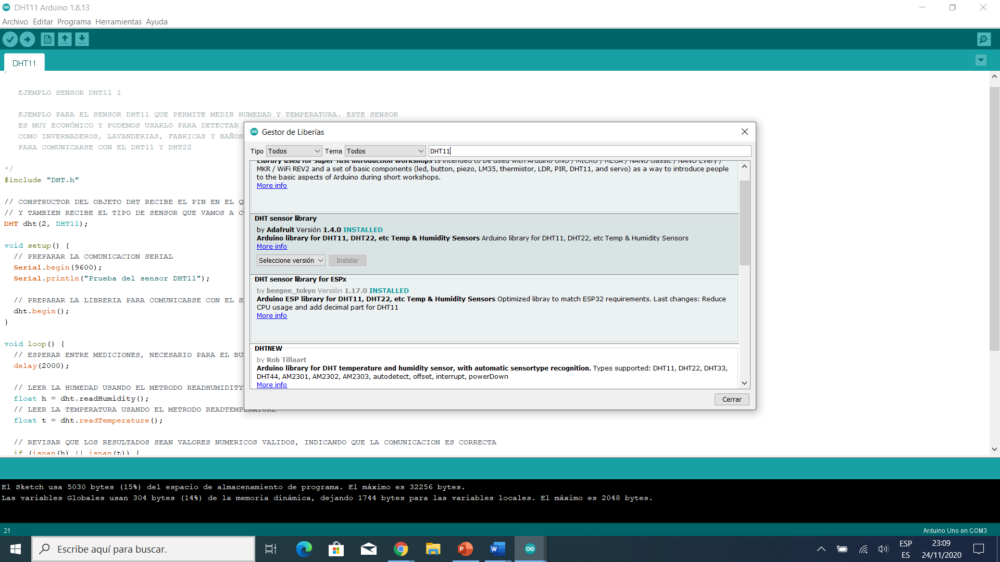 DHT11 Arduino 1.8.13
Archivo Editar Programa Herramientas Ayuda
DHT11
EJEMPLO SENSOR DHT11 1
EJEMPLO PARA EL SENSOR DHT11 QUE PERMITE MEDIR HUMEDAD Y TEMPERATURA. ESTE SENSOR
ES MUY ECONÓMICO Y PODEMOS USARLO PARA DETECTAR
COMO INVERNADEROS, LAVANDERIAS, FABRICAS Y BAÑOS
PARA COMUNICARSE CON EL DHT11 Y DHT22
*/
#include "DHT.h"
// CONSTRUCTOR DEL OBJETO DHT RECIBE EL PIN EN EL
// Y TAMBIEN RECIBE EL TIPO DE SENSOR QUE VAMOS A
DHT dht(2, DHT11);
void setup() {
// PREPARAR LA COMUNICACION SERIAL
Serial.begin(9600);
Serial.println("Prueba del sensor DHT11");
// PREPARAR LA LIBRERIA PARA COMUNICARSE CON EL
dht.begin();
}
void loop() {
// ESPERAR ENTRE MEDICIONES, NECESARIO PARA EL
delay(2000);
// LEER LA HUMEDAD USANDO EL METRODO READHUMIDITY
float h = dht.readHumidity();
// LEER LA TEMPERATURA USANDO EL METRODO READTEMPERATURE
float t = dht.readTemperature();
// REVISAR QUE LOS RESULTADOS SEAN VALORES NUMERICOS VALIDOS, INDICANDO QUE LA COMUNICACION ES CORRECTA
if (isnan(h) || isnan(t)) {
Gestor de Liberías
Tipo Todos Tema Todos DHT11
Library used for super-fast introduction workshops Is intended to be used with Arduino UNO / MICRO / MEGA / NANO classic / NANO Every /
MKR / WiFi REV2 and a set of basic components (led, button, piezo, LM35, thermistor, LDR, PIR, DHT11, and servo) as a way to introduce people
to the basic aspects of Arduino during short workshops.
More info
DHT sensor library
by Adafruit Versión 1.4.0 INSTALLED
Arduino library for DHT11, DHT22, etc Temp & Humidity Sensors Arduino library for DHT11, DHT22, etc Temp & Humidity Sensors
More info
Seleccione versión Instalar
DHT sensor library for ESPx
by beegee_tokyo Versión 1.17.0 INSTALLED
Arduino ESP library for DHT11, DHT22, etc Temp & Humidity Sensors Optimized libray to match ESP32 requirements. Last changes: Reduce
CPU usage and add decimal part for DHT11
More info
DHTNEW
by Rob Tillaart
Arduino library for DHT temperature and humidity sensor, with automatic sensortype recognition. Types supported: DHT11, DHT22, DHT33,
DHT44, AM2301, AM2302, AM2303, autodetect, offset, interrupt, powerDown
More info
Cerrar
El Sketch usa 5030 bytes (15%) del espacio de almacenamiento de programa. El máximo es 32256 bytes.
Las variables Globales usan 304 bytes (14%) de la memoria dinámica, dejando 1744 bytes para las variables locales. El máximo es 2048 bytes.
21
Arduino Uno en COM3
Escribe aquí para buscar.
ESP
ES
23:09
24/11/2020